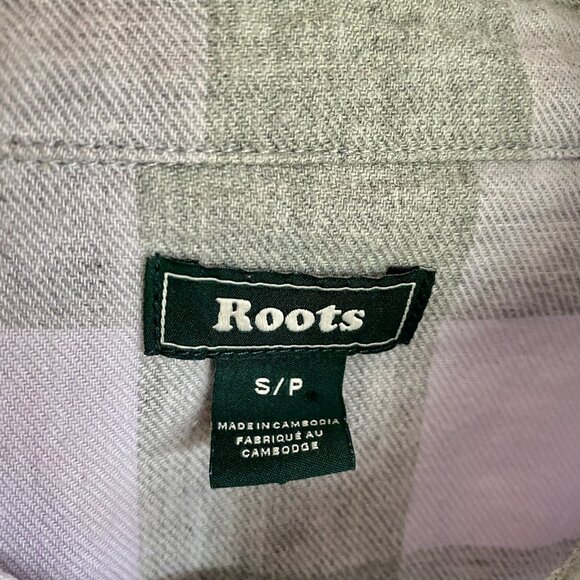 Roots
S/P
MADE IN CAMBODIA
FABRIQUÉ AU
CAMBODGE